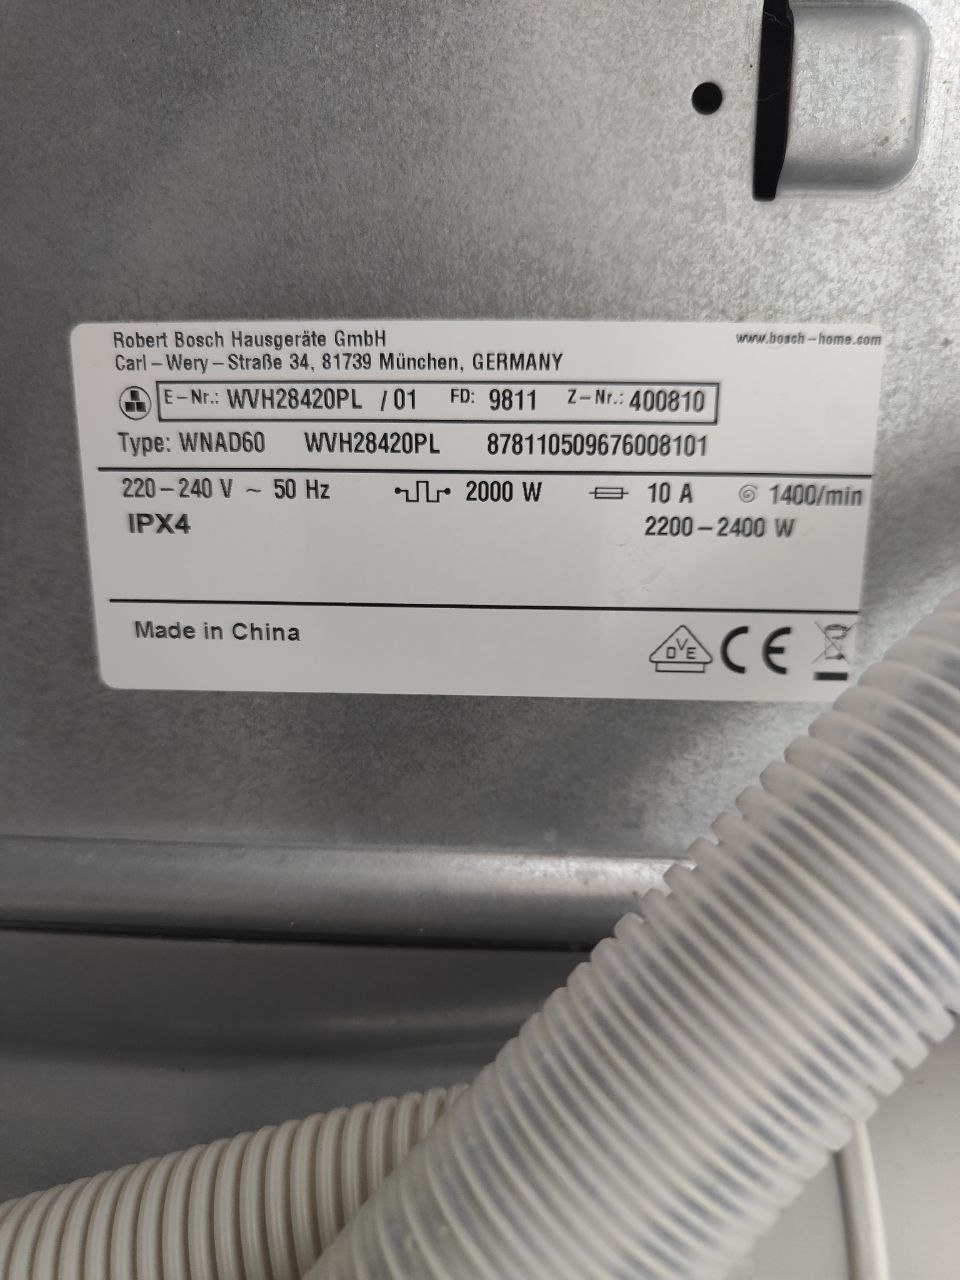 Robert Bosch Hausgeräte GmbH www.bosch-home.com
Carl-Wery-Straße 34, 81739 München, GERMANY
E-Nr.: WVH28420PL /01 FD: 9811 Z-Nr.: 400810
Type: WNAD60 WVH28420PL 878110509676008101
220-240 V ~ 50 Hz 2000 W 10 A 1400/min
IPX4 2200-2400 W
Made in China DVE CE